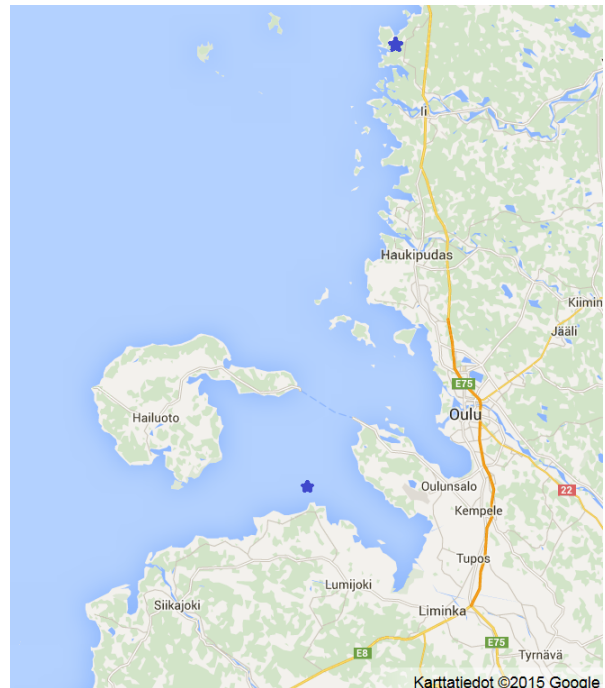 Ii
Haukipudas
Kiimin
Jääli
E75
Oulu
Hailuoto
Oulunsalo
22
Kempele
Tupos
Lumijoki
Siikajoki
Liminka
E75
E8
Tyrnävä
Karttatiedot ©2015 Google